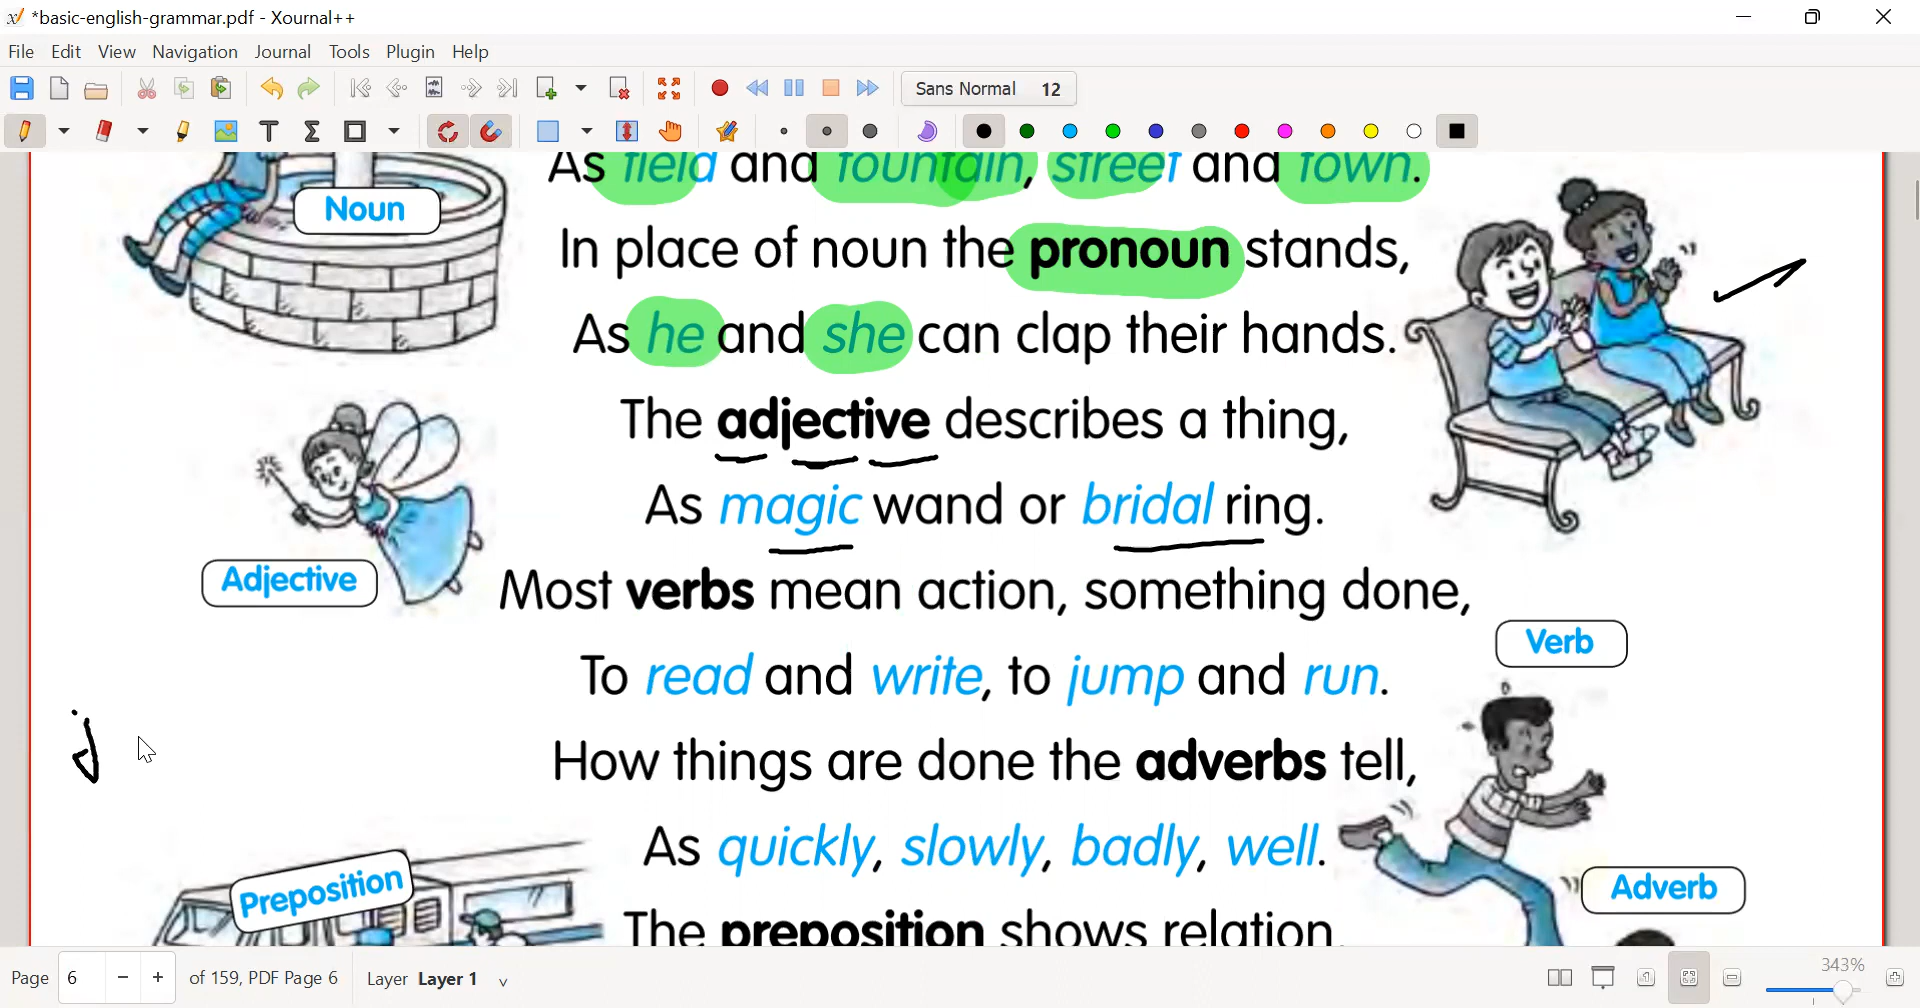 *basic-english-grammar.pdf - Xournal++
File Edit View Navigation Journal Tools Plugin Help
Sans Normal 12
As field and fountain, street and town.
Noun
In place of noun the pronoun stands,
As he and she can clap their hands.
The adjective describes a thing,
As magic wand or bridal ring.
Adjective
Most verbs mean action, something done,
Verb
To read and write, to jump and run.
j
How things are done the adverbs tell,
As quickly, slowly, badly, well.
Adverb
Preposition
The preposition shows relation,
Page 6 of 159, PDF Page 6 Layer Layer 1 343%